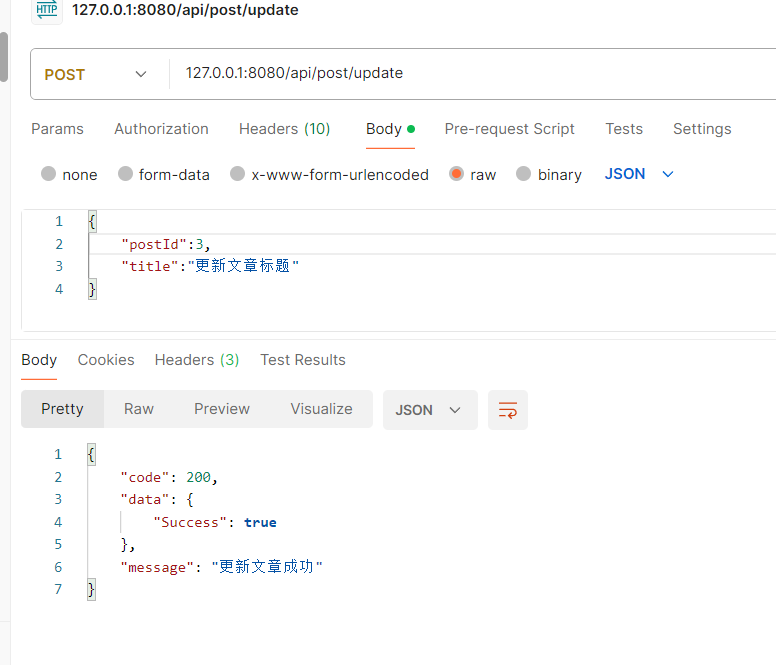 HTTP 127.0.0.1:8080/api/post/update
POST 127.0.0.1:8080/api/post/update
Params Authorization Headers (10) Body Pre-request Script Tests Settings
none form-data x-www-form-urlencoded raw binary JSON
1 {
2 "postId":3,
3 "title":"更新文章标题"
4 }
Body Cookies Headers (3) Test Results
Pretty Raw Preview Visualize JSON
1 {
2 "code": 200,
3 "data": {
4 "Success": true
5 },
6 "message": "更新文章成功"
7 }